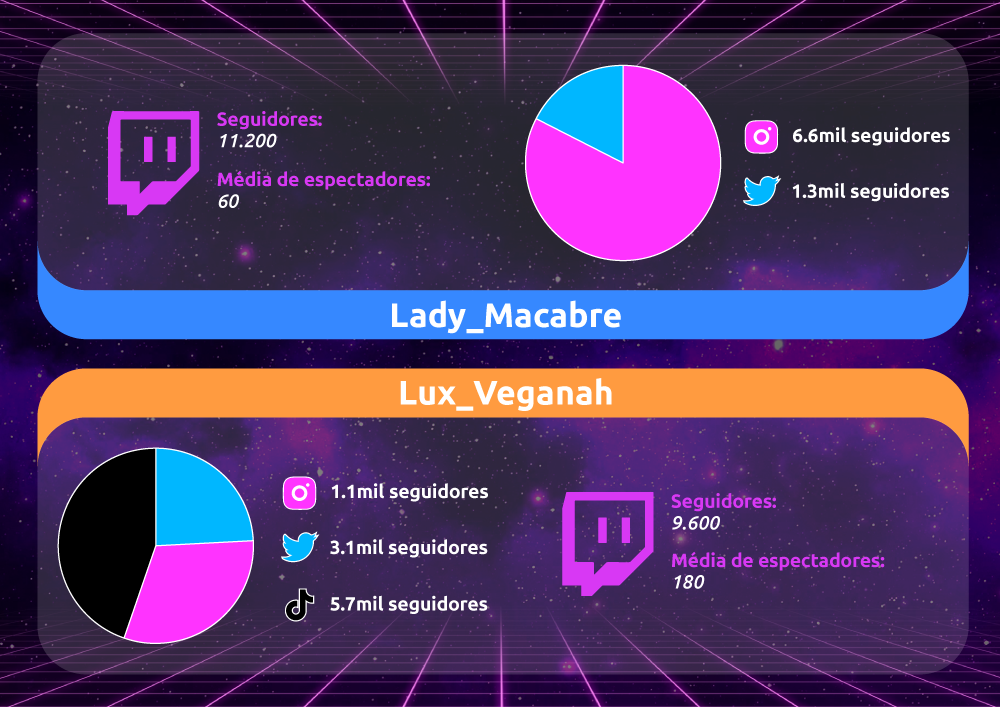 Seguidores:
11.200
Média de espectadores:
60
6.6mil seguidores
1.3mil seguidores
Lady_Macabre
Lux_Veganah
1.1mil seguidores
3.1mil seguidores
5.7mil seguidores
Seguidores:
9.600
Média de espectadores:
180